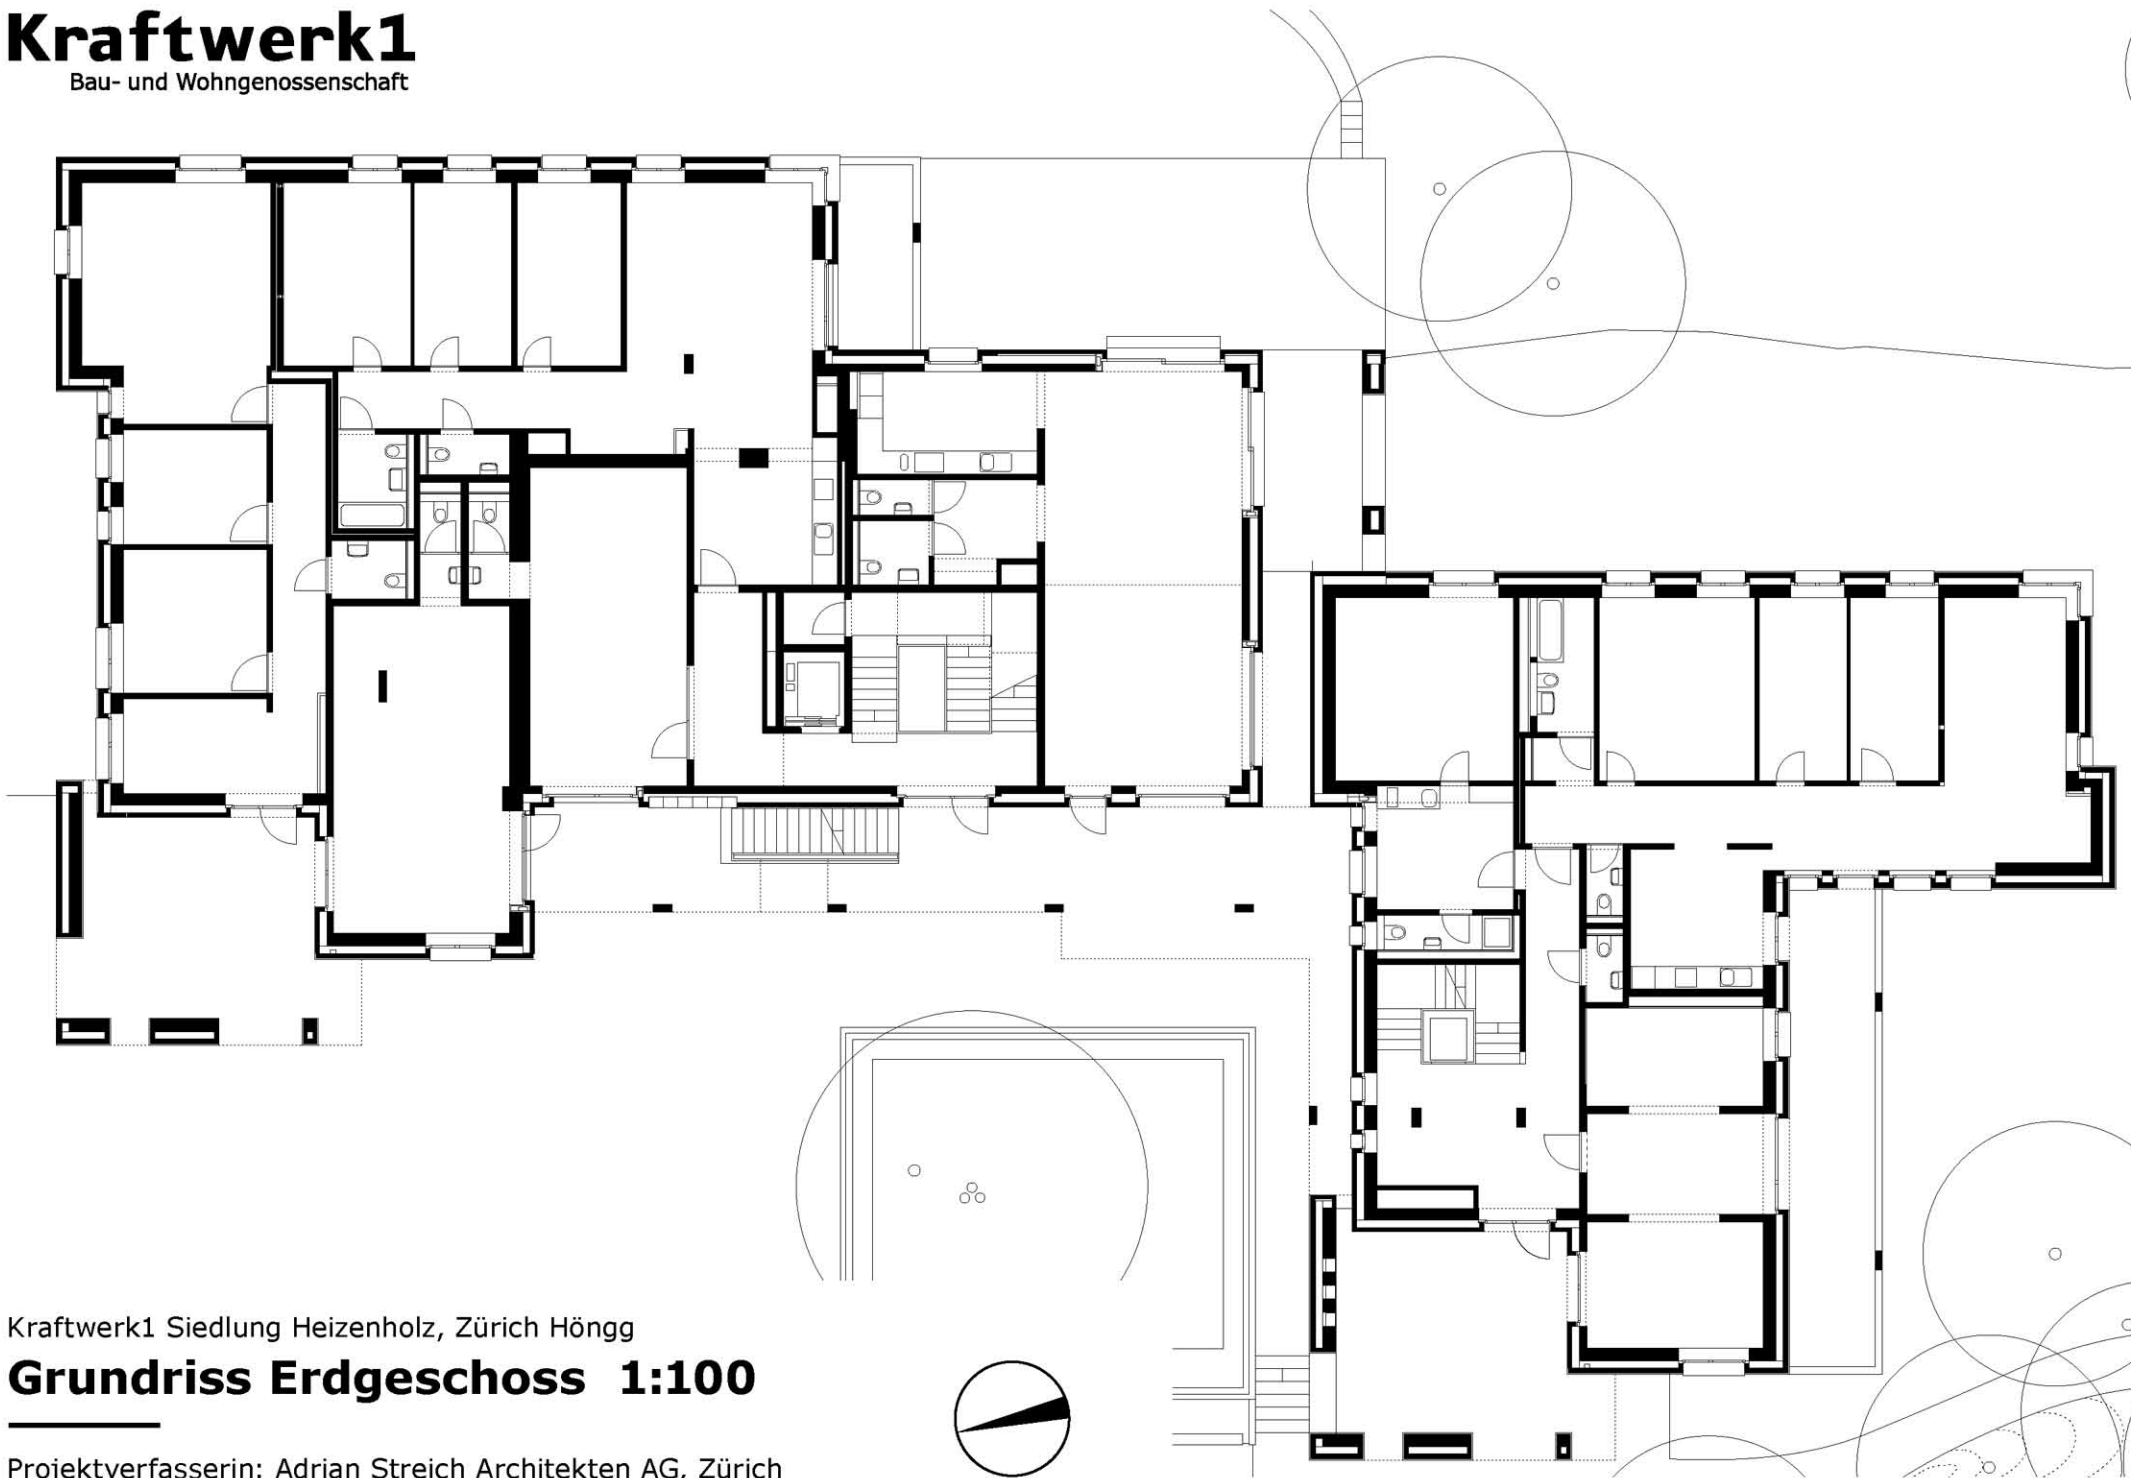 Kraftwerk1
Bau- und Wohngenossenschaft
Kraftwerk1 Siedlung Heizenholz, Zürich Höngg
Grundriss Erdgeschoss 1:100
Projektverfasserin: Adrian Streich Architekten AG, Zürich